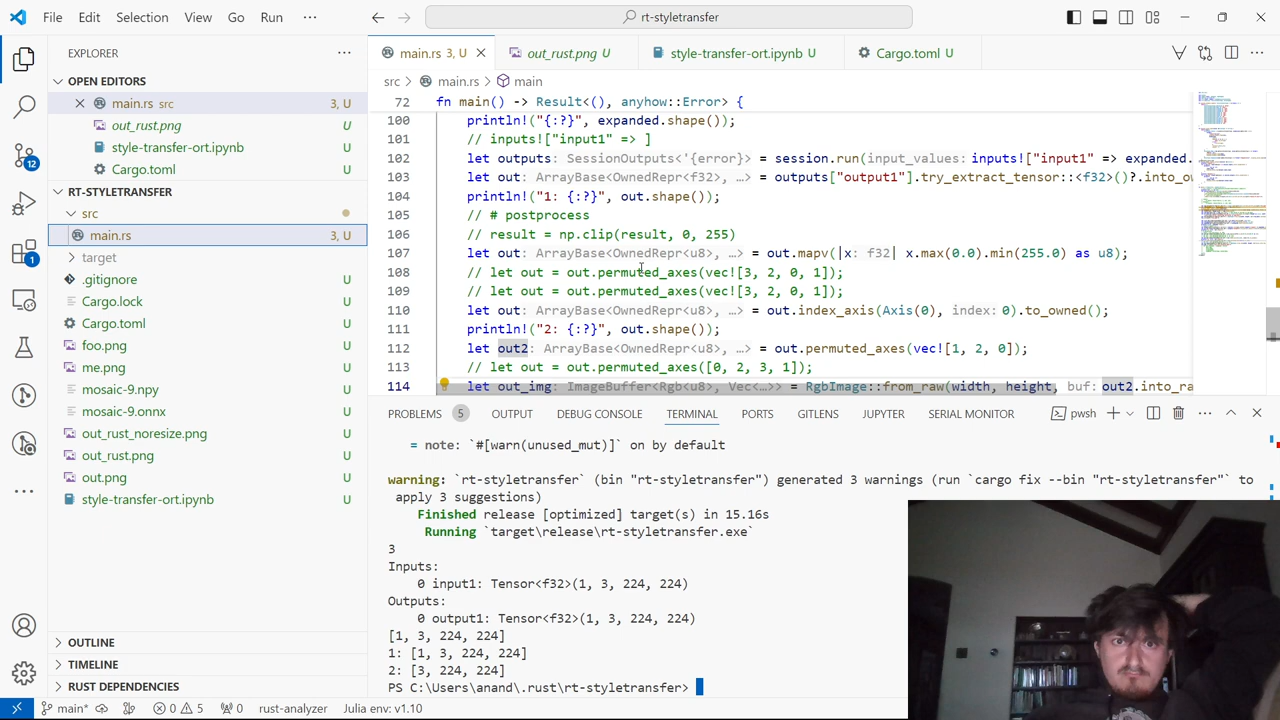 File Edit Selection View Go Run ··· rt-styletransfer
EXPLORER
OPEN EDITORS
main.rs src 3, U
out_rust.png U
style-transfer-ort.ipynb U
Cargo.toml U
RT-STYLETRANSFER
src
main.rs 3
target
.gitignore U
Cargo.lock U
Cargo.toml U
foo.png U
me.png U
mosaic-9.npy U
mosaic-9.onnx U
out_rust_noresize.png U
out_rust.png U
out.png U
style-transfer-ort.ipynb U
OUTLINE
TIMELINE
RUST DEPENDENCIES
12
1
main.rs 3, U out_rust.png U style-transfer-ort.ipynb U Cargo.toml U
src > main.rs > main
72 fn main() -> Result<(), anyhow::Error> {
100 println!("{:?}", expanded.shape());
101 // inputs!["input1" => ]
102 let out: SessionOutputs<'_, Error>> = session.run(input_values: inputs!["input1" => expanded.
103 let out: ArrayBase<OwnedRepr<f32>, …> = outputs["output1"].try_extract_tensor::<f32>()?.into_ow
104 println!("1: {:?}", out.shape());
105 // # postprocess
107 let out: ArrayBase<OwnedRepr<u8>, …> = out.map(|x: f32| x.max(0.0).min(255.0) as u8);
108 // let out = out.permuted_axes(vec![3, 2, 0, 1]);
109 // let out = out.permuted_axes(vec![3, 2, 0, 1]);
110 let out: ArrayBase<OwnedRepr<u8>, …> = out.index_axis(Axis(0), index: 0).to_owned();
111 println!("2: {:?}", out.shape());
112 let out2: ArrayBase<OwnedRepr<u8>, …> = out.permuted_axes(vec![1, 2, 0]);
113 // let out = out.permuted_axes([0, 2, 3, 1]);
114 let out_img: ImageBuffer<Rgb<u8>, Vec<…>> = RgbImage::from_raw(width, height, buf: out2.into_ra
PROBLEMS 5 OUTPUT DEBUG CONSOLE TERMINAL PORTS GITLENS JUPYTER SERIAL MONITOR pwsh
= note: `#[warn(unused_mut)]` on by default
warning: `rt-styletransfer` (bin "rt-styletransfer") generated 3 warnings (run `cargo fix --bin "rt-styletransfer"` to
apply 3 suggestions)
Finished release [optimized] target(s) in 15.16s
Running `target\release\rt-styletransfer.exe`
3
Inputs:
0 input1: Tensor<f32>(1, 3, 224, 224)
Outputs:
0 output1: Tensor<f32>(1, 3, 224, 224)
[1, 3, 224, 224]
1: [1, 3, 224, 224]
2: [3, 224, 224]
PS C:\Users\anand\.rust\rt-styletransfer>
main* 0 5 0 rust-analyzer Julia env: v1.10